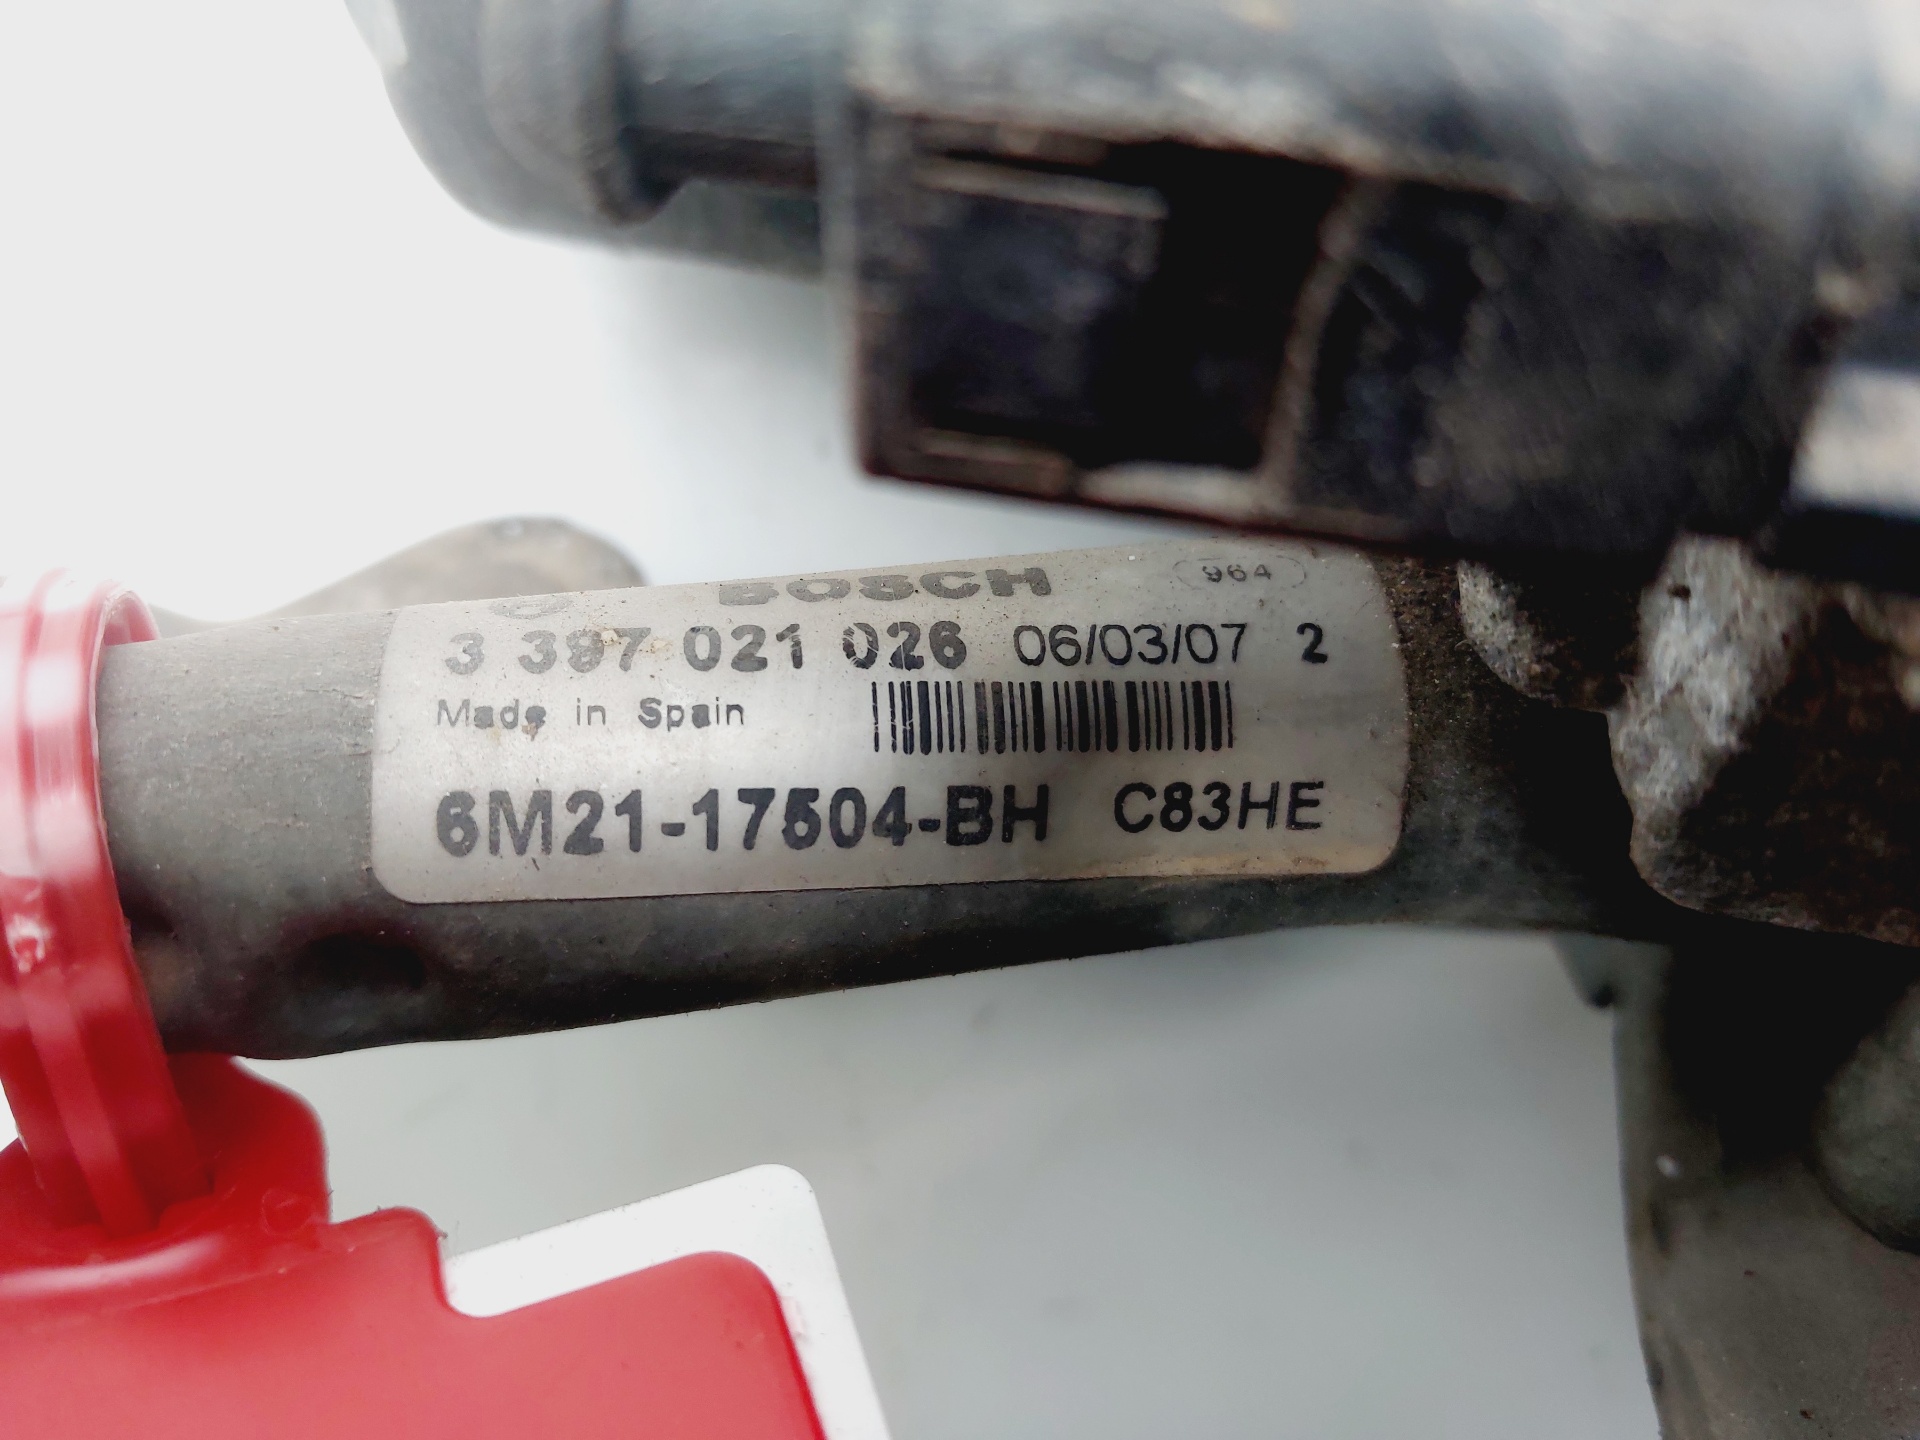 BOSCH 964
3 397 021 026 06/03/07 2
Made in Spain
6M21-17504-BH C83HE